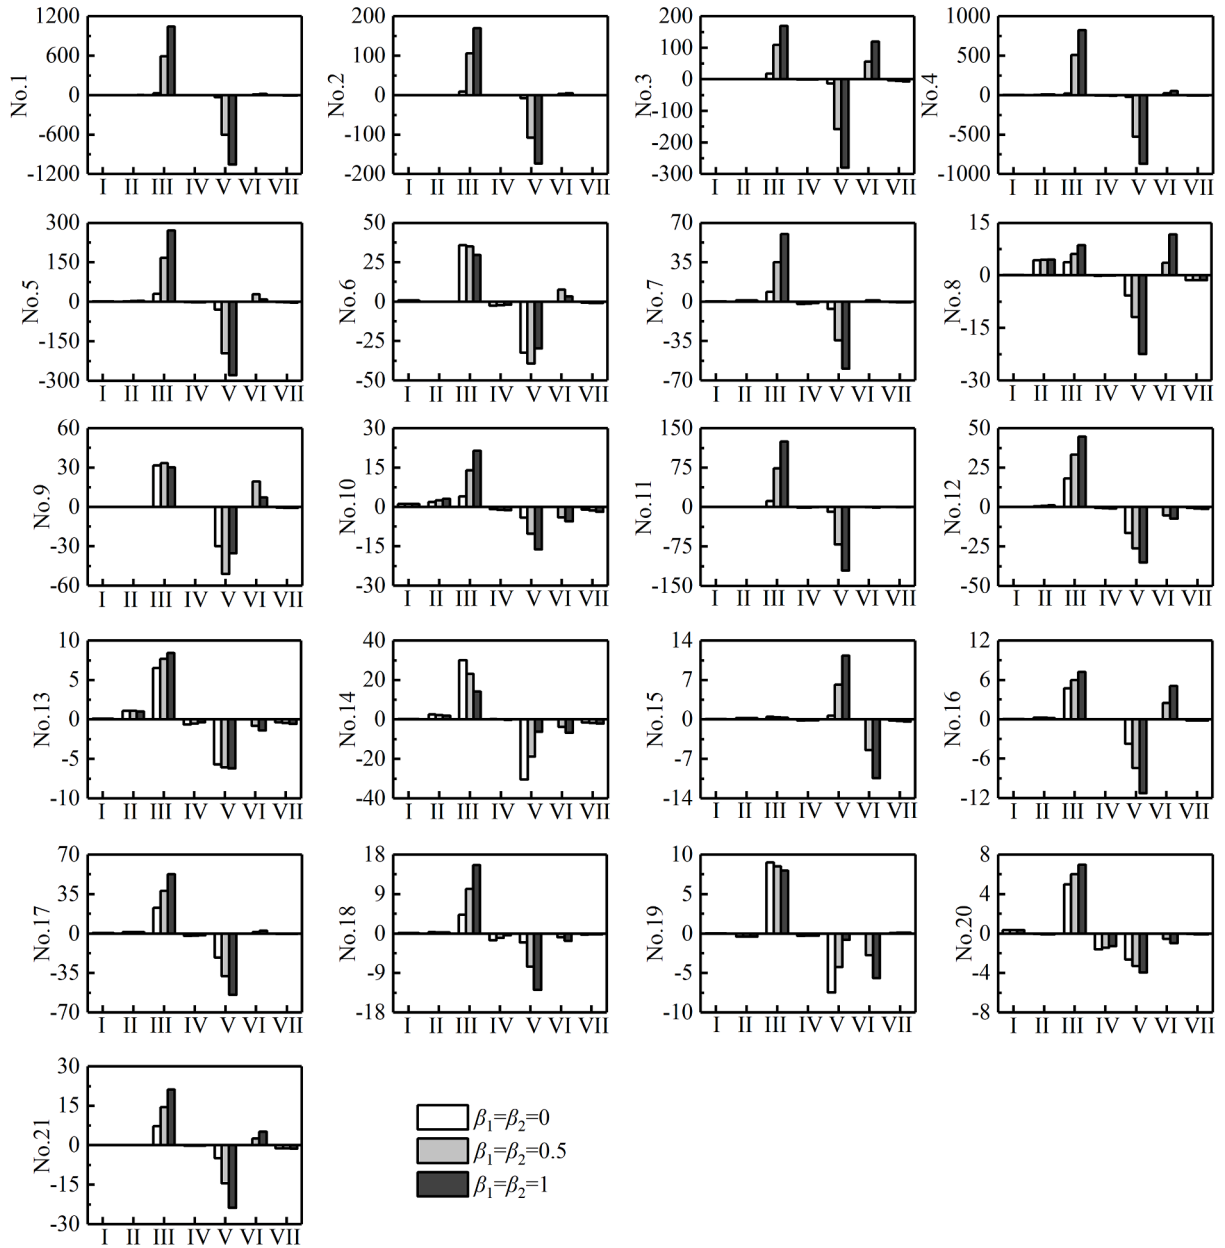 No.1
1200
600
0
-600
-1200
I II III IV V VI VII
No.2
200
100
0
-100
-200
I II III IV V VI VII
No.3
200
100
0
-100
-200
-300
I II III IV V VI VII
No.4
1000
500
0
-500
-1000
I II III IV V VI VII
No.5
300
150
0
-150
-300
I II III IV V VI VII
No.6
50
25
0
-25
-50
I II III IV V VI VII
No.7
70
35
0
-35
-70
I II III IV V VI VII
No.8
15
0
-15
-30
I II III IV V VI VII
No.9
60
30
0
-30
-60
I II III IV V VI VII
No.10
30
15
0
-15
-30
I II III IV V VI VII
No.11
150
75
0
-75
-150
I II III IV V VI VII
No.12
50
25
0
-25
-50
I II III IV V VI VII
No.13
10
5
0
-5
-10
I II III IV V VI VII
No.14
40
20
0
-20
-40
I II III IV V VI VII
No.15
14
7
0
-7
-14
I II III IV V VI VII
No.16
12
6
0
-6
-12
I II III IV V VI VII
No.17
70
35
0
-35
-70
I II III IV V VI VII
No.18
18
9
0
-9
-18
I II III IV V VI VII
No.19
10
5
0
-5
-10
I II III IV V VI VII
No.20
8
4
0
-4
-8
I II III IV V VI VII
No.21
30
15
0
-15
-30
I II III IV V VI VII
β₁=β₂=0
β₁=β₂=0.5
β₁=β₂=1